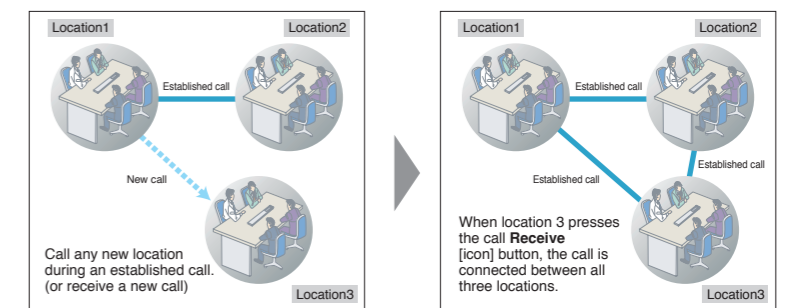 Location1
Location2
Established call
New call
Call any new location
during an established call.
(or receive a new call)
Location3
Location1
Location2
Established call
Established call
Established call
When location 3 presses
the call Receive
[icon] button, the call is
connected between all
three locations.
Location3